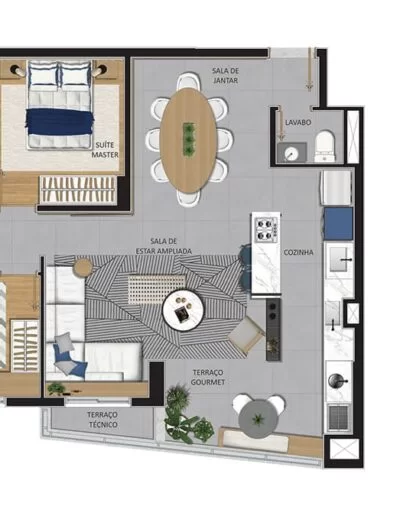 SALA DE
JANTAR
LAVABO
SUÍTE
MASTER
SALA DE
ESTAR AMPLIADA
COZINHA
TERRAÇO
GOURMET
TERRAÇO
TÉCNICO